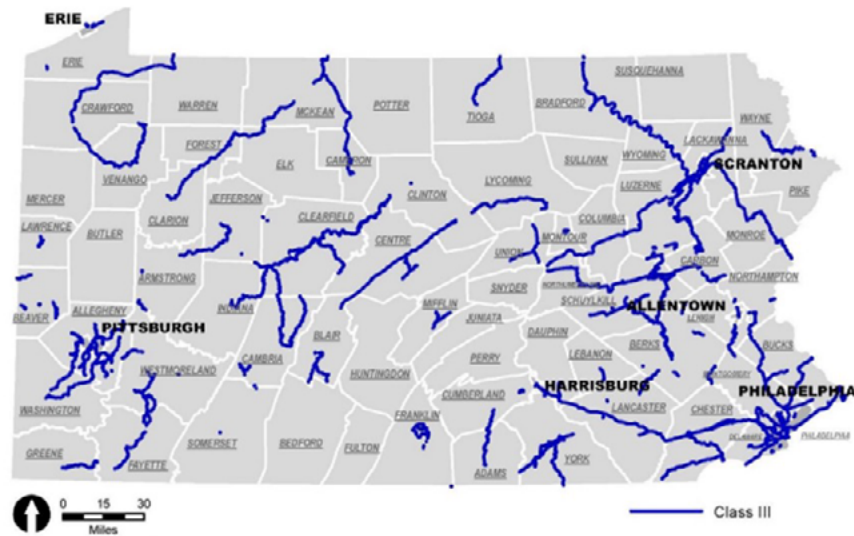 ERIE
ERIE
CRAWFORD
WARREN
MCKEAN
POTTER
TIOGA
BRADFORD
SUSQUEHANNA
WAYNE
FOREST
ELK
CAMERON
SULLIVAN
WYOMING
LACKAWANNA
SCRANTON
VENANGO
MERCER
JEFFERSON
CLARION
CLINTON
LYCOMING
LUZERNE
PIKE
LAWRENCE
BUTLER
CLEARFIELD
CENTRE
COLUMBIA
MONTOUR
UNION
MONROE
CARBON
ARMSTRONG
INDIANA
SNYDER
NORTHAMPTON
BEAVER
ALLEGHENY
PITTSBURGH
MIFFLIN
JUNIATA
SCHUYLKILL
ALLENTOWN
LEHIGH
BLAIR
CAMBRIA
WESTMORELAND
HUNTINGDON
PERRY
DAUPHIN
LEBANON
BERKS
BUCKS
MONTGOMERY
WASHINGTON
CUMBERLAND
HARRISBURG
LANCASTER
CHESTER
PHILADELPHIA
DELAWARE
PHILADELPHIA
GREENE
FAYETTE
SOMERSET
BEDFORD
FULTON
FRANKLIN
ADAMS
YORK
0 15 30
Miles
Class III